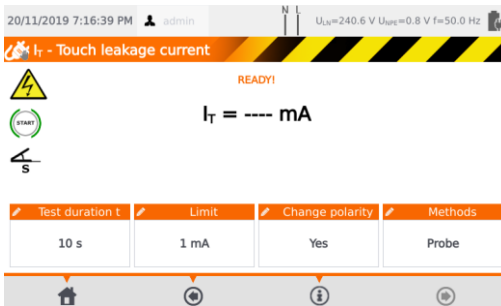 20/11/2019 7:16:39 PM admin N L U_LN=240.6 V U_NPE=0.8 V f=50.0 Hz
I_T - Touch leakage current
READY!
I_T = ---- mA
START
S
Test duration t Limit Change polarity Methods
10 s 1 mA Yes Probe